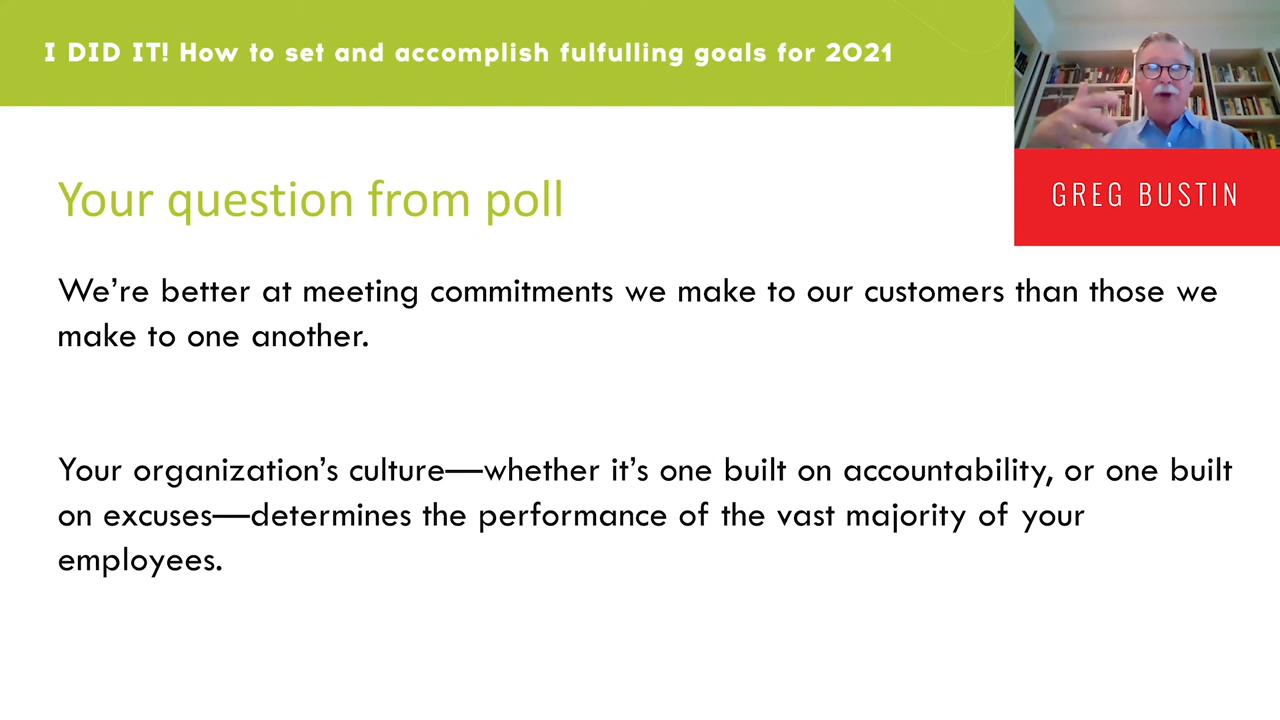 I DID IT! How to set and accomplish fulfulling goals for 2021
GREG BUSTIN
Your question from poll
We’re better at meeting commitments we make to our customers than those we
make to one another.
Your organization’s culture—whether it’s one built on accountability, or one built
on excuses—determines the performance of the vast majority of your
employees.